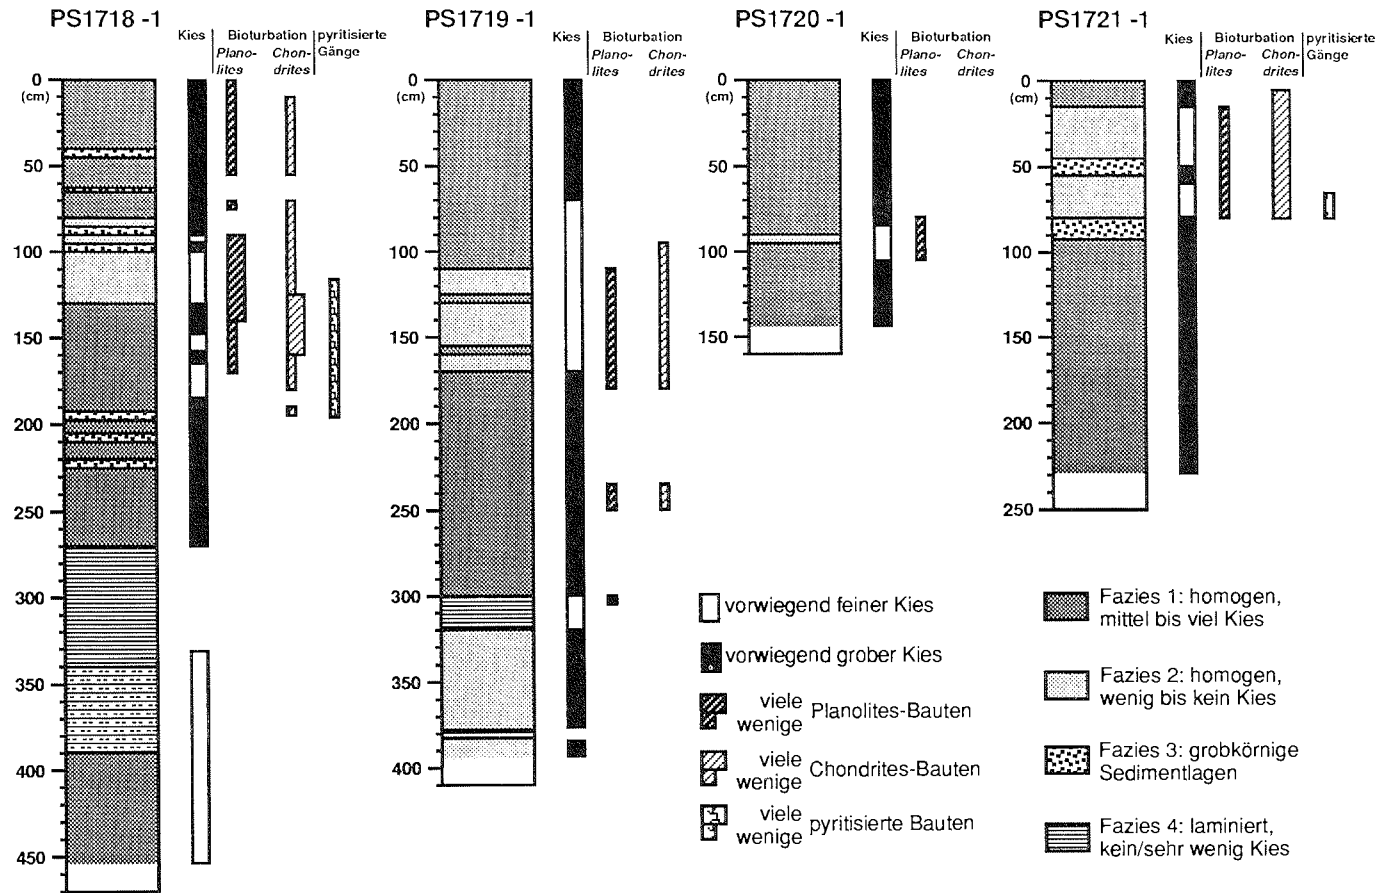 PS1718 -1
Kies
Bioturbation
pyritisierte
Plano-
Chon-
Gänge
lites
drites
0
(cm)
50
100
150
200
250
300
350
400
450
PS1719 -1
Kies
Bioturbation
Plano-
Chon-
lites
drites
0
(cm)
50
100
150
200
250
300
350
400
PS1720 -1
Kies
Bioturbation
Plano-
Chon-
lites
drites
0
(cm)
50
100
150
PS1721 -1
Kies
Bioturbation
Plano-
Chon-
pyritisierte
lites
drites
Gänge
0
(cm)
50
100
150
200
250
vorwiegend feiner Kies
vorwiegend grober Kies
viele
wenige
Planolites-Bauten
viele
wenige
Chondrites-Bauten
viele
wenige
pyritisierte Bauten
Fazies 1: homogen,
mittel bis viel Kies
Fazies 2: homogen,
wenig bis kein Kies
Fazies 3: grobkörnige
Sedimentlagen
Fazies 4: laminiert,
kein/sehr wenig Kies